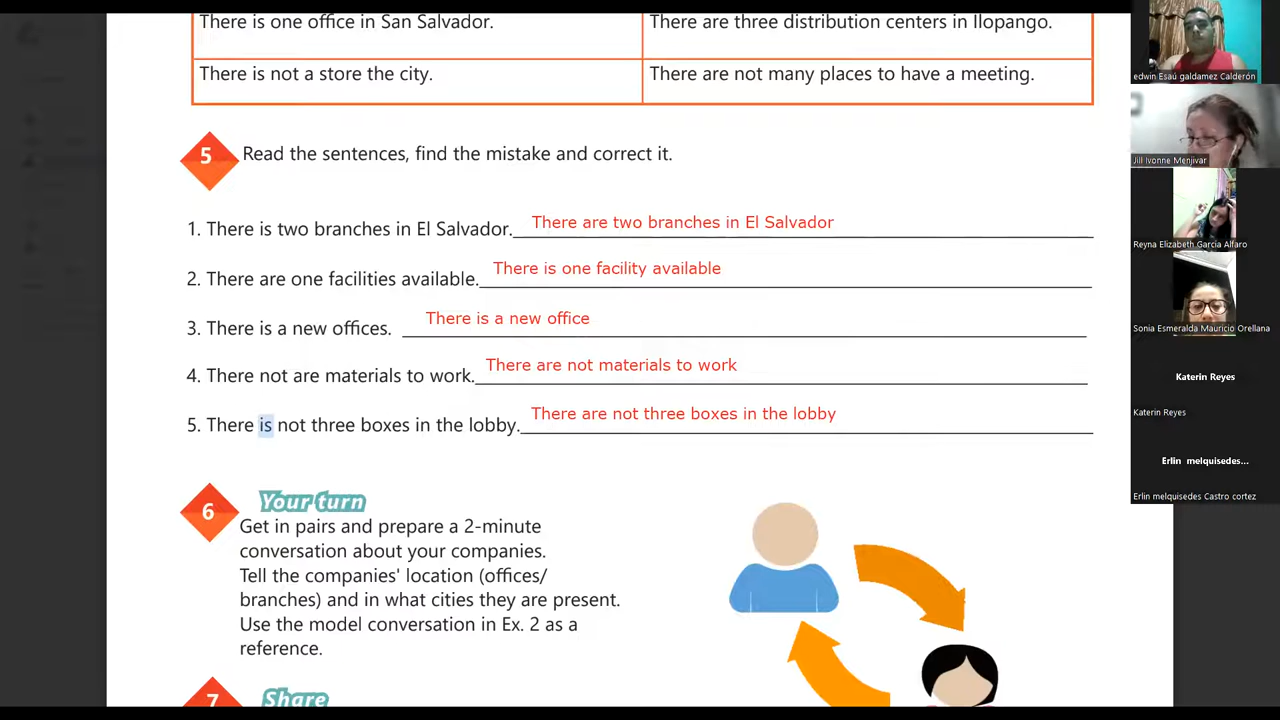 There is one office in San Salvador.
There are three distribution centers in Ilopango.
There is not a store the city.
There are not many places to have a meeting.
5
Read the sentences, find the mistake and correct it.
1. There is two branches in El Salvador. There are two branches in El Salvador
2. There are one facilities available. There is one facility available
3. There is a new offices. There is a new office
4. There not are materials to work. There are not materials to work
5. There is not three boxes in the lobby. There are not three boxes in the lobby
6
Your turn
Get in pairs and prepare a 2-minute
conversation about your companies.
Tell the companies' location (offices/
branches) and in what cities they are present.
Use the model conversation in Ex. 2 as a
reference.
7
Share
edwin Esaú galdamez Calderón
Jill Ivonne Menjivar
Reyna Elizabeth Garcia Alfaro
Sonia Esmeralda Mauricio Orellana
Katerin Reyes
Katerin Reyes
Erlin melquisedes...
Erlin melquisedes Castro cortez